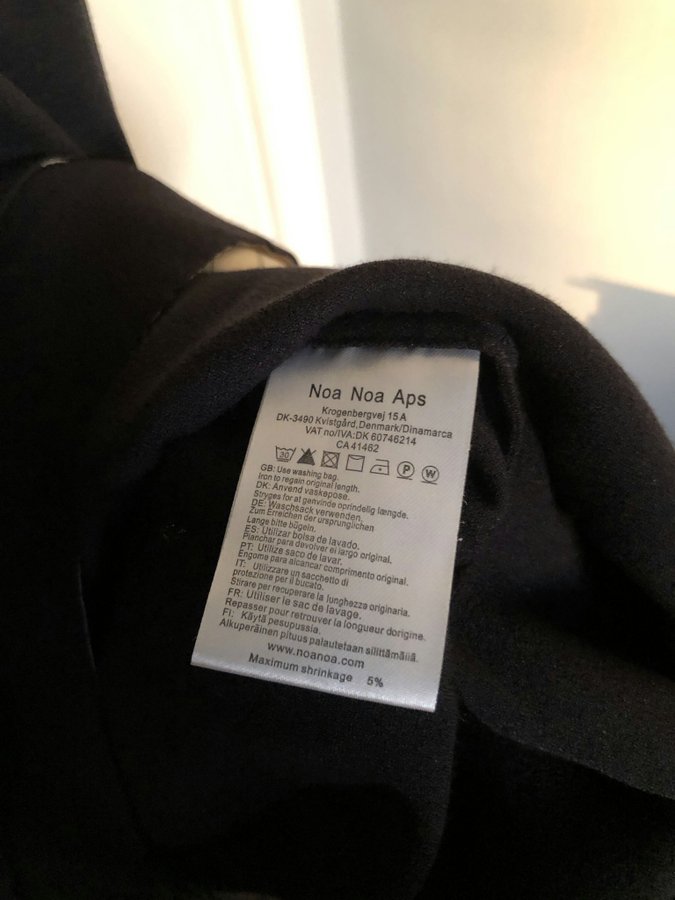 Noa Noa Aps
Krogenbergvej 15A
DK-3490 Kvistgård,Denmark/Dinamarca
VAT no/IVA:DK 60746214
CA 41462
30 P W
GB: Use washing bag.
Iron to regain original length.
DK: Anvend vaskepose.
Stryges for at genvinde oprindelig længde.
DE: Waschsack verwenden.
Zum Erreichen der ursprunglichen
Lange bitte bügeln.
ES: Utilizar bolsa de lavado.
Planchar para devolver el largo original.
PT: Utilize saco de lavar.
Engome para alcancar comprimento original.
IT: Utilizzare un sacchetto di
protezione per il bucato.
Stirare per recuperare la lunghezza originaria.
FR: Utiliser le sac de lavage.
Repasser pour retrouver la longueur dorigine.
FI: Käytä pesupussia.
Alkuperäinen pituus palautetaan silittämällä.
www.noanoa.com
Maximum shrinkage 5%